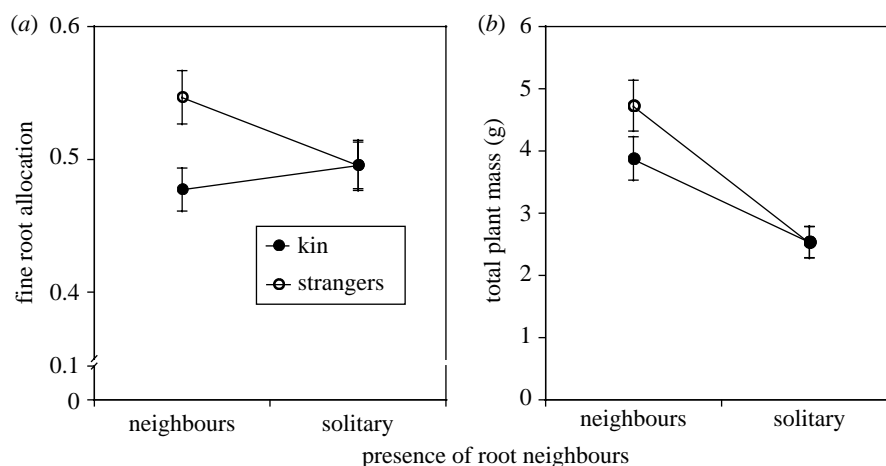 (a)
0.6
0.5
0.4
0.1
0
fine root allocation
kin
strangers
neighbours
solitary
(b)
6
5
4
3
2
1
0
total plant mass (g)
neighbours
solitary
presence of root neighbours